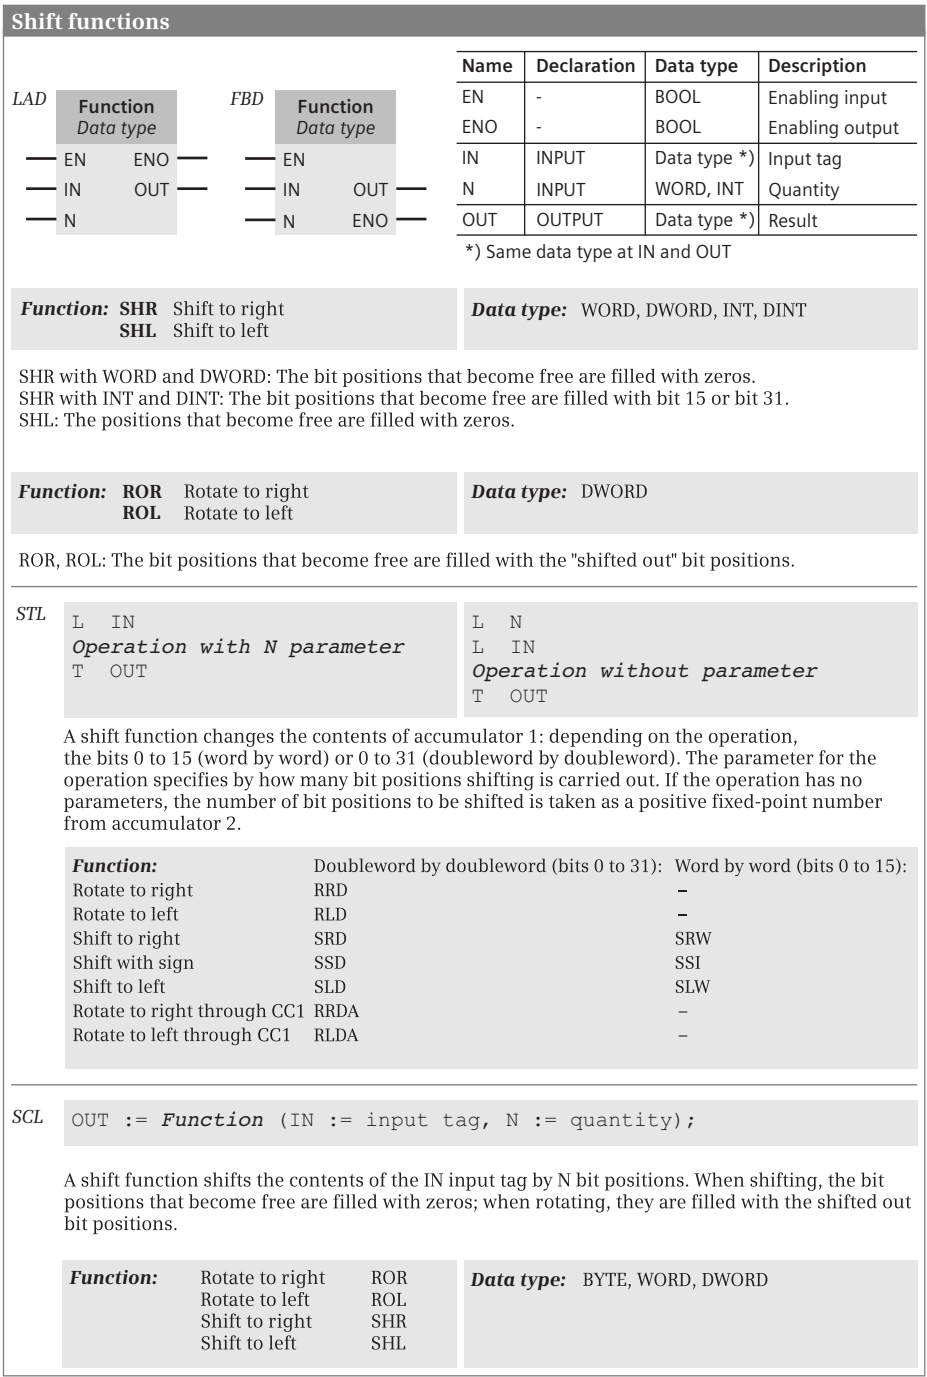 Shift functions
LAD
Function
Data type
EN ENO
IN OUT
N
FBD
Function
Data type
EN
IN OUT
N ENO
Name Declaration Data type Description
EN - BOOL Enabling input
ENO - BOOL Enabling output
IN INPUT Data type *) Input tag
N INPUT WORD, INT Quantity
OUT OUTPUT Data type *) Result
*) Same data type at IN and OUT
Function: SHR Shift to right
SHL Shift to left
Data type: WORD, DWORD, INT, DINT
SHR with WORD and DWORD: The bit positions that become free are filled with zeros.
SHR with INT and DINT: The bit positions that become free are filled with bit 15 or bit 31.
SHL: The positions that become free are filled with zeros.
Function: ROR Rotate to right
ROL Rotate to left
Data type: DWORD
ROR, ROL: The bit positions that become free are filled with the "shifted out" bit positions.
STL
L IN
Operation with N parameter
T OUT
L N
L IN
Operation without parameter
T OUT
A shift function changes the contents of accumulator 1: depending on the operation,
the bits 0 to 15 (word by word) or 0 to 31 (doubleword by doubleword). The parameter for the
operation specifies by how many bit positions shifting is carried out. If the operation has no
parameters, the number of bit positions to be shifted is taken as a positive fixed-point number
from accumulator 2.
Function: Doubleword by doubleword (bits 0 to 31): Word by word (bits 0 to 15):
Rotate to right RRD –
Rotate to left RLD –
Shift to right SRD SRW
Shift with sign SSD SSI
Shift to left SLD SLW
Rotate to right through CC1 RRDA –
Rotate to left through CC1 RLDA –
SCL
OUT := Function (IN := input tag, N := quantity);
A shift function shifts the contents of the IN input tag by N bit positions. When shifting, the bit
positions that become free are filled with zeros; when rotating, they are filled with the shifted out
bit positions.
Function: Rotate to right ROR
Rotate to left ROL
Shift to right SHR
Shift to left SHL
Data type: BYTE, WORD, DWORD